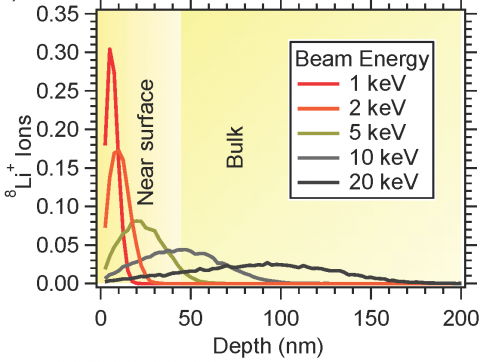 0.35
0.30
0.25
0.20
0.15
0.10
0.05
0.00
⁸Li⁺ Ions
Near surface
Bulk
Beam Energy
1 keV
2 keV
5 keV
10 keV
20 keV
0 50 100 150 200
Depth (nm)